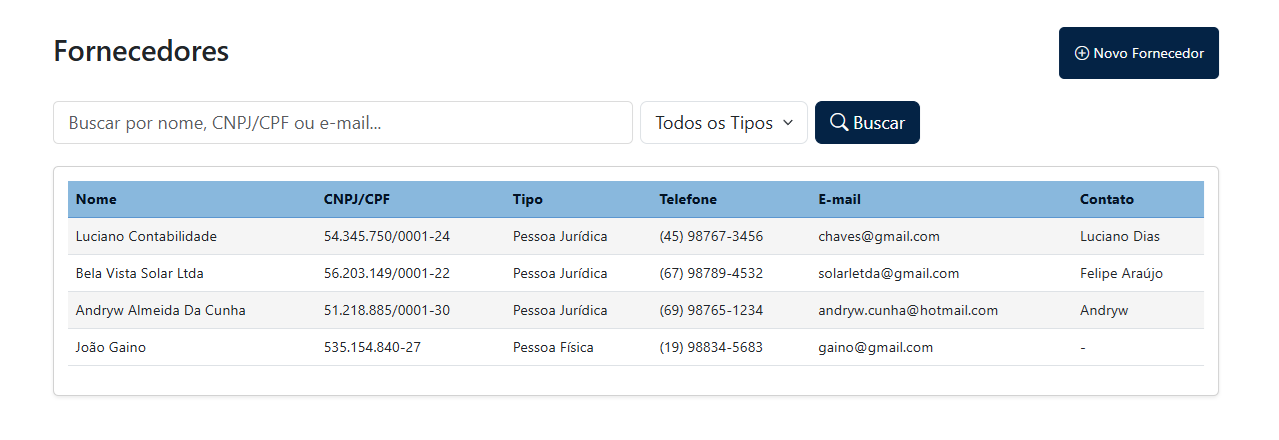 Fornecedores
Novo Fornecedor
Buscar por nome, CNPJ/CPF ou e-mail... Todos os Tipos Buscar
Nome CNPJ/CPF Tipo Telefone E-mail Contato
Luciano Contabilidade 54.345.750/0001-24 Pessoa Jurídica (45) 98767-3456 chaves@gmail.com Luciano Dias
Bela Vista Solar Ltda 56.203.149/0001-22 Pessoa Jurídica (67) 98789-4532 solarletda@gmail.com Felipe Araújo
Andryw Almeida Da Cunha 51.218.885/0001-30 Pessoa Jurídica (69) 98765-1234 andryw.cunha@hotmail.com Andryw
João Gaino 535.154.840-27 Pessoa Física (19) 98834-5683 gaino@gmail.com -